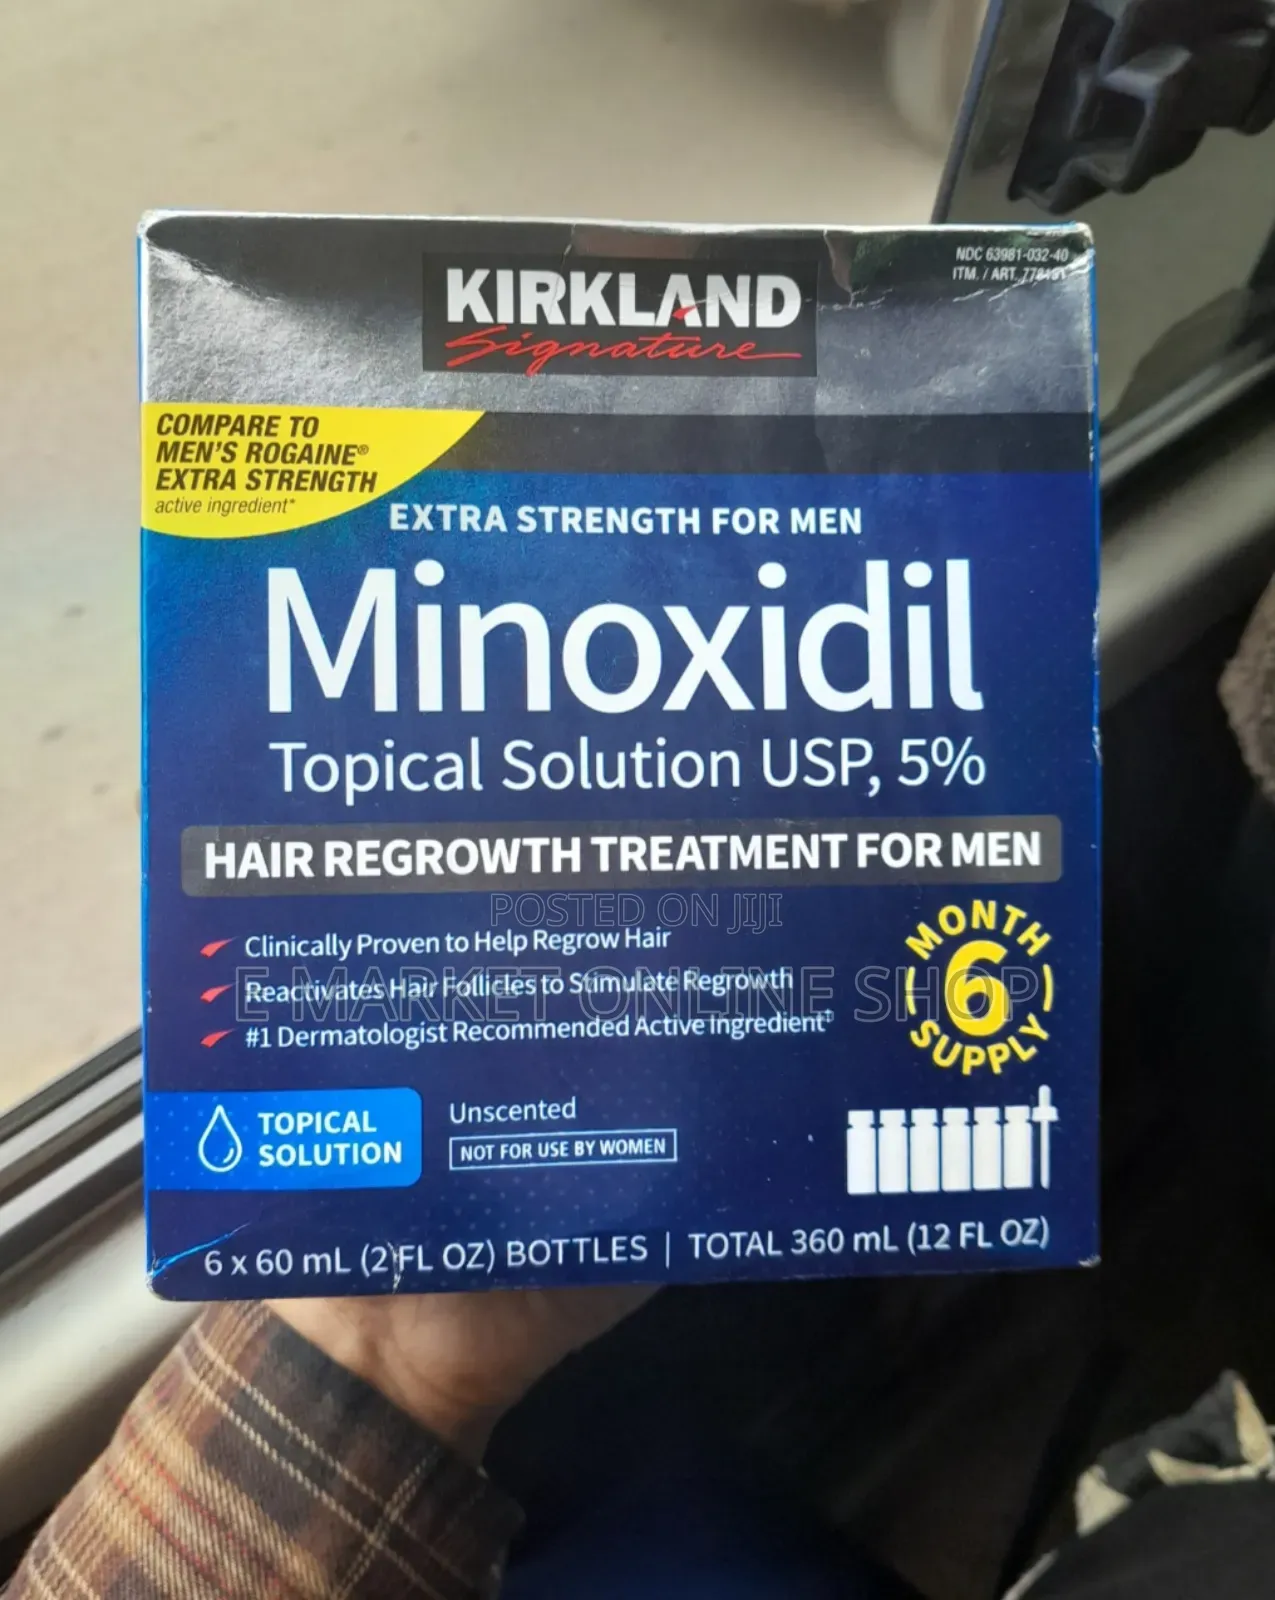 NDC 63981-032-40
ITM. / ART. 778151
KIRKLAND
Signature
COMPARE TO
MEN'S ROGAINE®
EXTRA STRENGTH
active ingredient*
EXTRA STRENGTH FOR MEN
Minoxidil
Topical Solution USP, 5%
HAIR REGROWTH TREATMENT FOR MEN
POSTED ON JIJI
Clinically Proven to Help Regrow Hair
Reactivates Hair Follicles to Stimulate Regrowth
E MARKET ONLINE SHOP
#1 Dermatologist Recommended Active Ingredient‡
MONTH
6
SUPPLY
TOPICAL
SOLUTION
Unscented
NOT FOR USE BY WOMEN
6 x 60 mL (2 FL OZ) BOTTLES | TOTAL 360 mL (12 FL OZ)